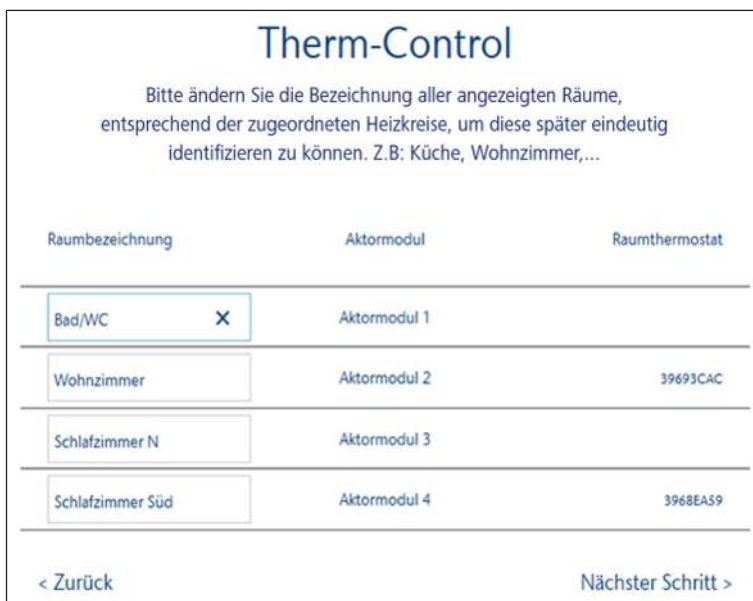 Therm-Control
Bitte ändern Sie die Bezeichnung aller angezeigten Räume,
entsprechend der zugeordneten Heizkreise, um diese später eindeutig
identifizieren zu können. Z.B: Küche, Wohnzimmer,...
Raumbezeichnung Aktormodul Raumthermostat
Bad/WC X Aktormodul 1
Wohnzimmer Aktormodul 2 39693CAC
Schlafzimmer N Aktormodul 3
Schlafzimmer Süd Aktormodul 4 3968EA59
< Zurück Nächster Schritt >